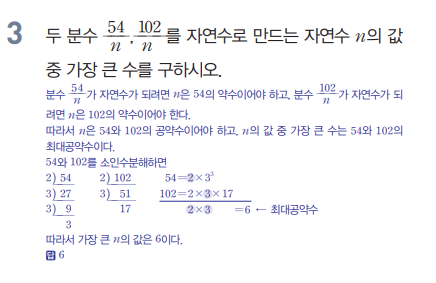 3 두 분수 54/n, 102/n를 자연수로 만드는 자연수 n의 값
중 가장 큰 수를 구하시오.
분수 54/n가 자연수가 되려면 n은 54의 약수이어야 하고, 분수 102/n가 자연수가 되
려면 n은 102의 약수이어야 한다.
따라서 n은 54와 102의 공약수이어야 하고, n의 값 중 가장 큰 수는 54와 102의
최대공약수이다.
54와 102를 소인수분해하면
2) 54 2) 102 54=2×3³
3) 27 3) 51 102=2×3×17
3) 9 17 2×3 =6 ← 최대공약수
3
따라서 가장 큰 n의 값은 6이다.
답 6